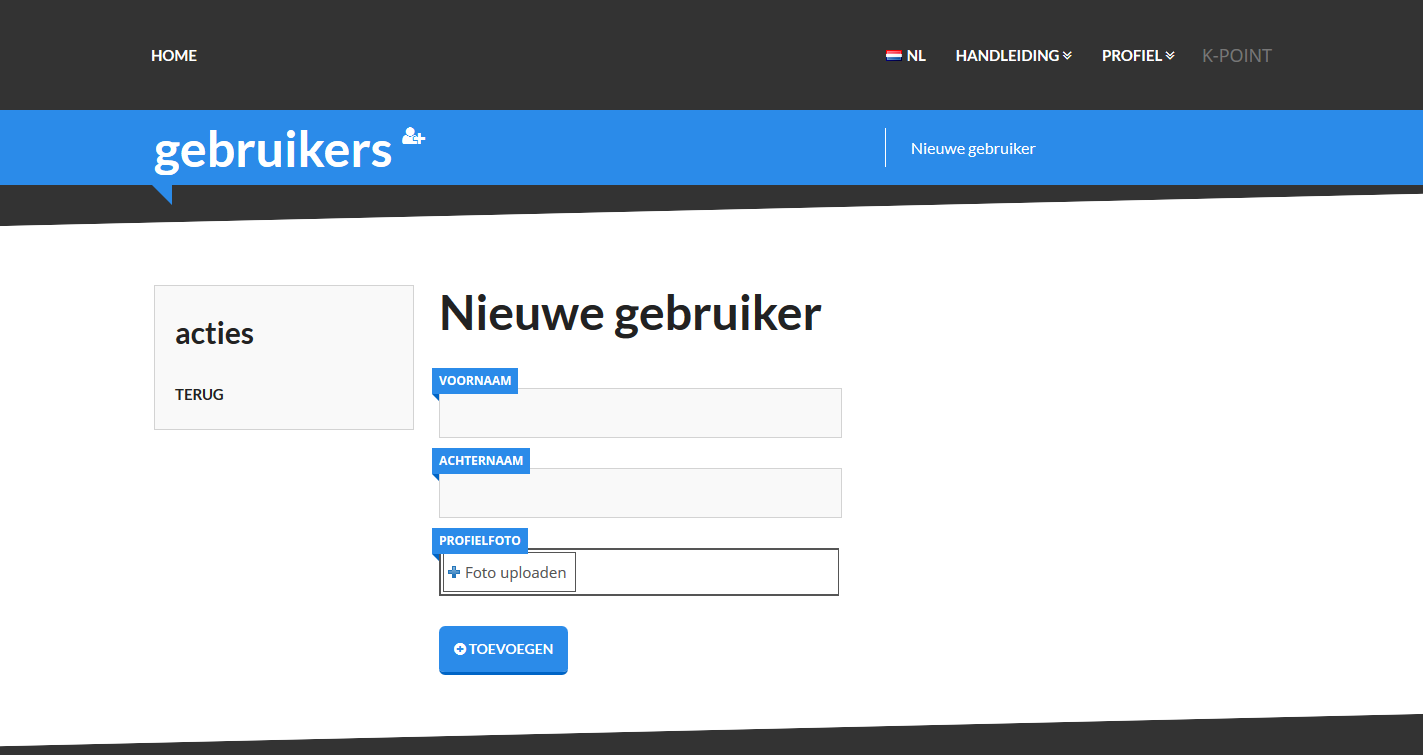 HOME
NL HANDLEIDING PROFIEL K-POINT
gebruikers
Nieuwe gebruiker
acties
TERUG
Nieuwe gebruiker
VOORNAAM
ACHTERNAAM
PROFIELFOTO
Foto uploaden
TOEVOEGEN